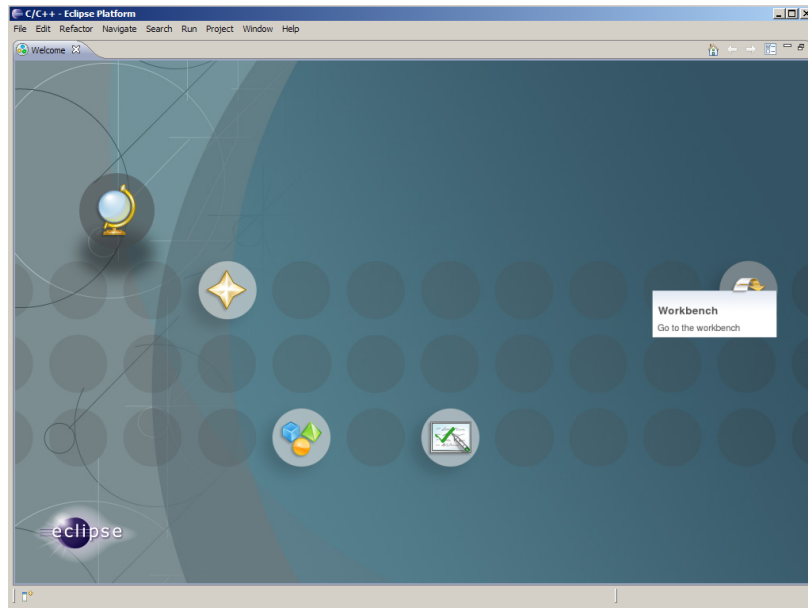 C/C++ - Eclipse Platform
File Edit Refactor Navigate Search Run Project Window Help
Welcome
Workbench
Go to the workbench
eclipse